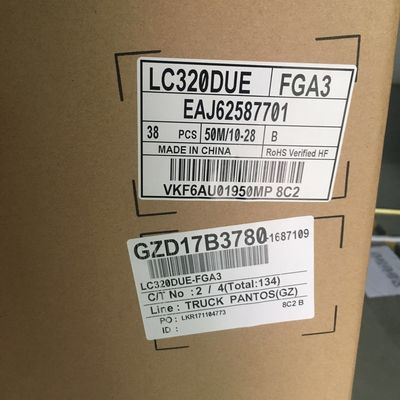 LC320DUE FGA3
EAJ62587701
38 PCS 50M/10-28 B
MADE IN CHINA RoHS Verified HF
VKF6AU01950MP 8C2
GZD17B3780-1687109
LC320DUE-FGA3
C/T No : 2 / 4(Total:134)
Line : TRUCK PANTOS(GZ)
8C2 B
PO : LKR171104773
ID :